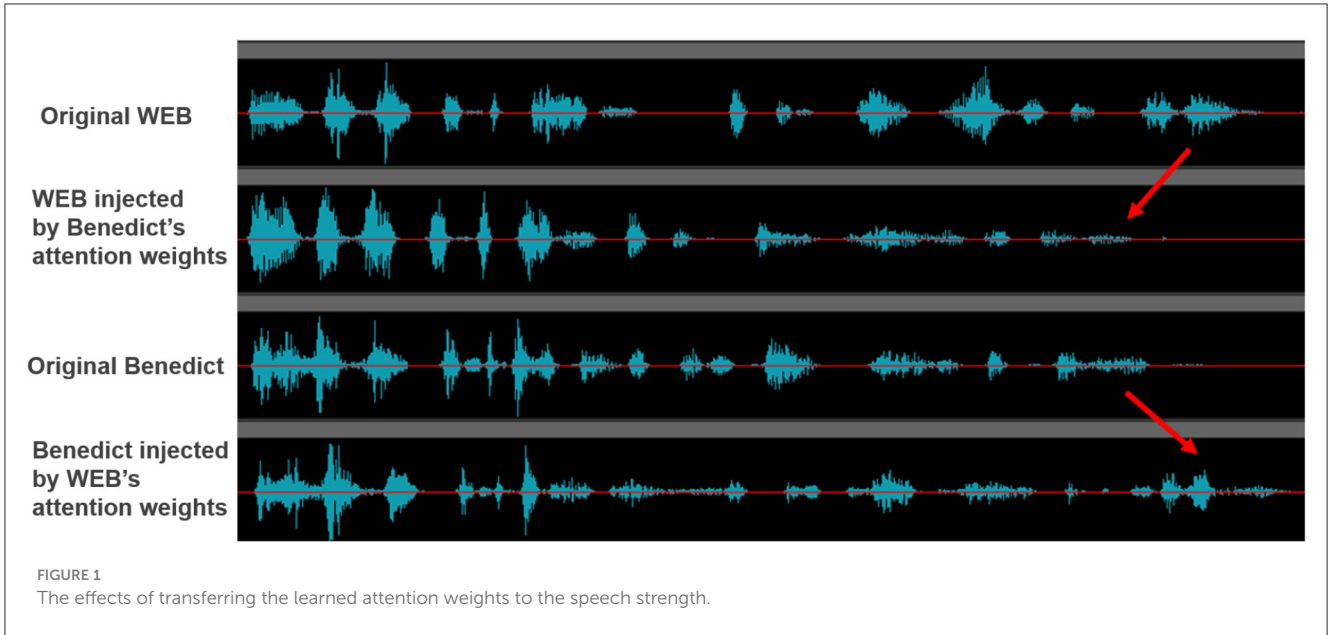 Original WEB
WEB injected
by Benedict's
attention weights
Original Benedict
Benedict injected
by WEB's
attention weights
FIGURE 1
The effects of transferring the learned attention weights to the speech strength.